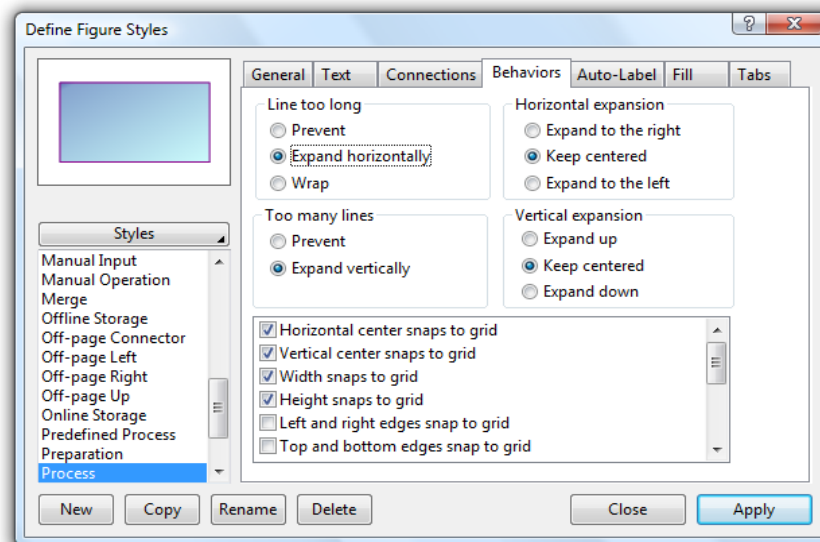 Define Figure Styles
?
X
General Text Connections Behaviors Auto-Label Fill Tabs
Line too long
Prevent
Expand horizontally
Wrap
Horizontal expansion
Expand to the right
Keep centered
Expand to the left
Too many lines
Prevent
Expand vertically
Vertical expansion
Expand up
Keep centered
Expand down
Styles
Manual Input
Manual Operation
Merge
Offline Storage
Off-page Connector
Off-page Left
Off-page Right
Off-page Up
Online Storage
Predefined Process
Preparation
Process
Horizontal center snaps to grid
Vertical center snaps to grid
Width snaps to grid
Height snaps to grid
Left and right edges snap to grid
Top and bottom edges snap to grid
New Copy Rename Delete Close Apply